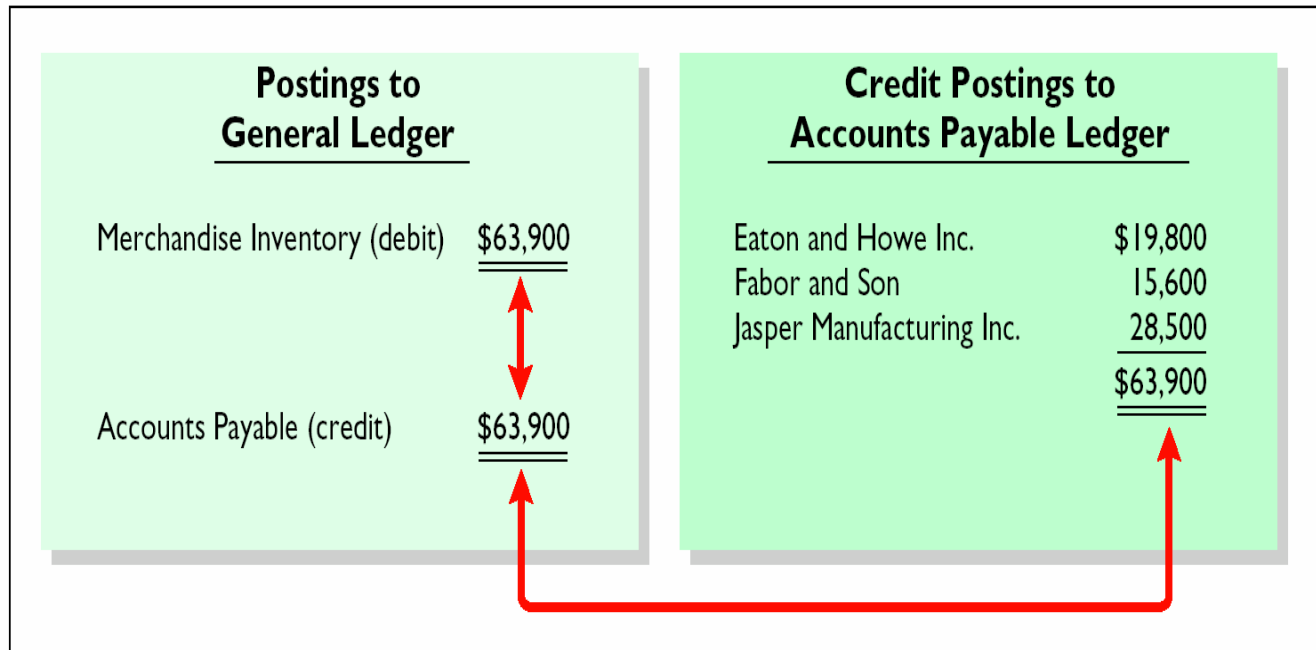 Postings to
General Ledger
Merchandise Inventory (debit) $63,900
Accounts Payable (credit) $63,900
Credit Postings to
Accounts Payable Ledger
Eaton and Howe Inc. $19,800
Fabor and Son 15,600
Jasper Manufacturing Inc. 28,500
$63,900